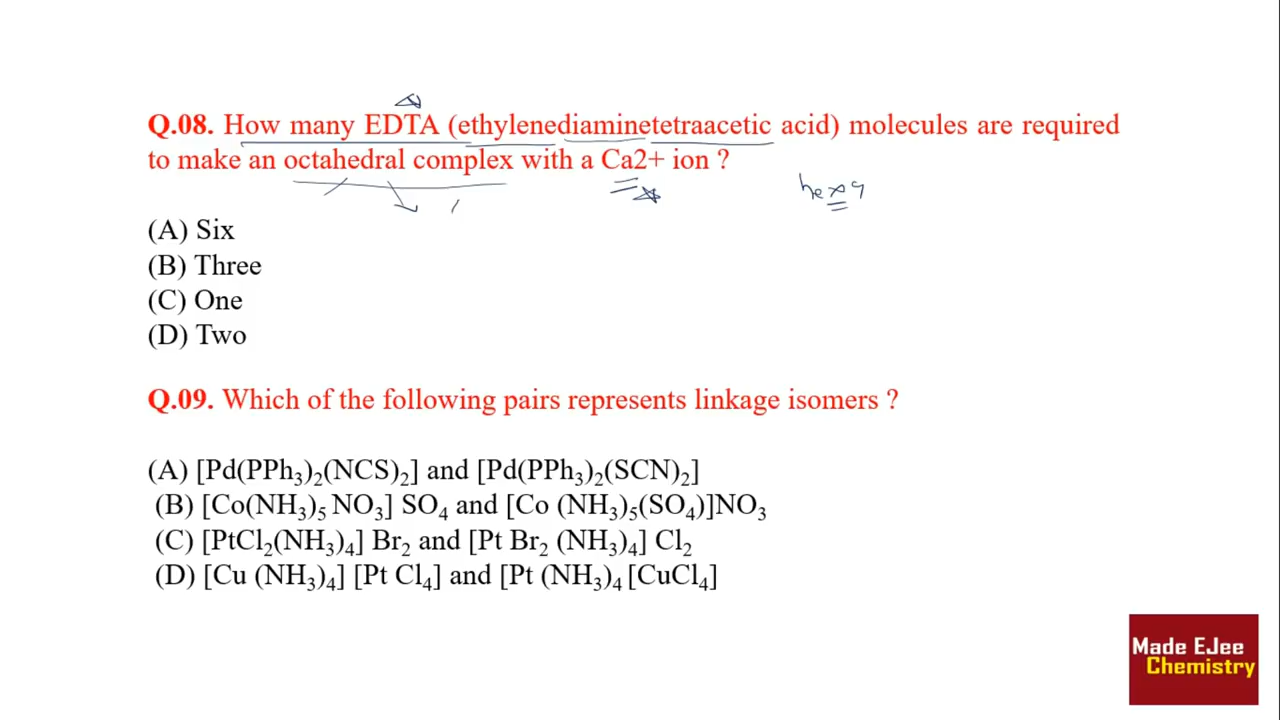 Q.08. How many EDTA (ethylenediaminetetraacetic acid) molecules are required
to make an octahedral complex with a Ca2+ ion ?
hexa
(A) Six
(B) Three
(C) One
(D) Two
Q.09. Which of the following pairs represents linkage isomers ?
(A) [Pd(PPh₃)₂(NCS)₂] and [Pd(PPh₃)₂(SCN)₂]
(B) [Co(NH₃)₅ NO₃] SO₄ and [Co (NH₃)₅(SO₄)]NO₃
(C) [PtCl₂(NH₃)₄] Br₂ and [Pt Br₂ (NH₃)₄] Cl₂
(D) [Cu (NH₃)₄] [Pt Cl₄] and [Pt (NH₃)₄ [CuCl₄]
Made EJee
Chemistry